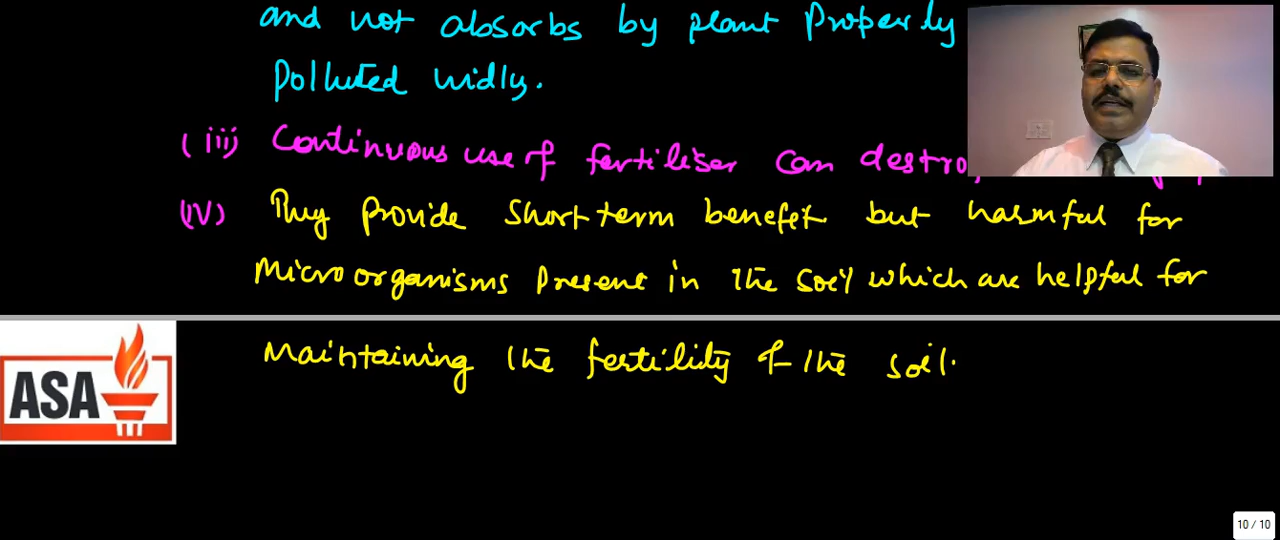 and not absorbs by plant Properly
Polluted widly.
(iii) Continuous use of fertiliser can destro
(iv) They provide short term benefit but harmful for
Micro organisms Present in the soil which are helpful for
Maintaining the fertility of the soil.
ASA
10 / 10